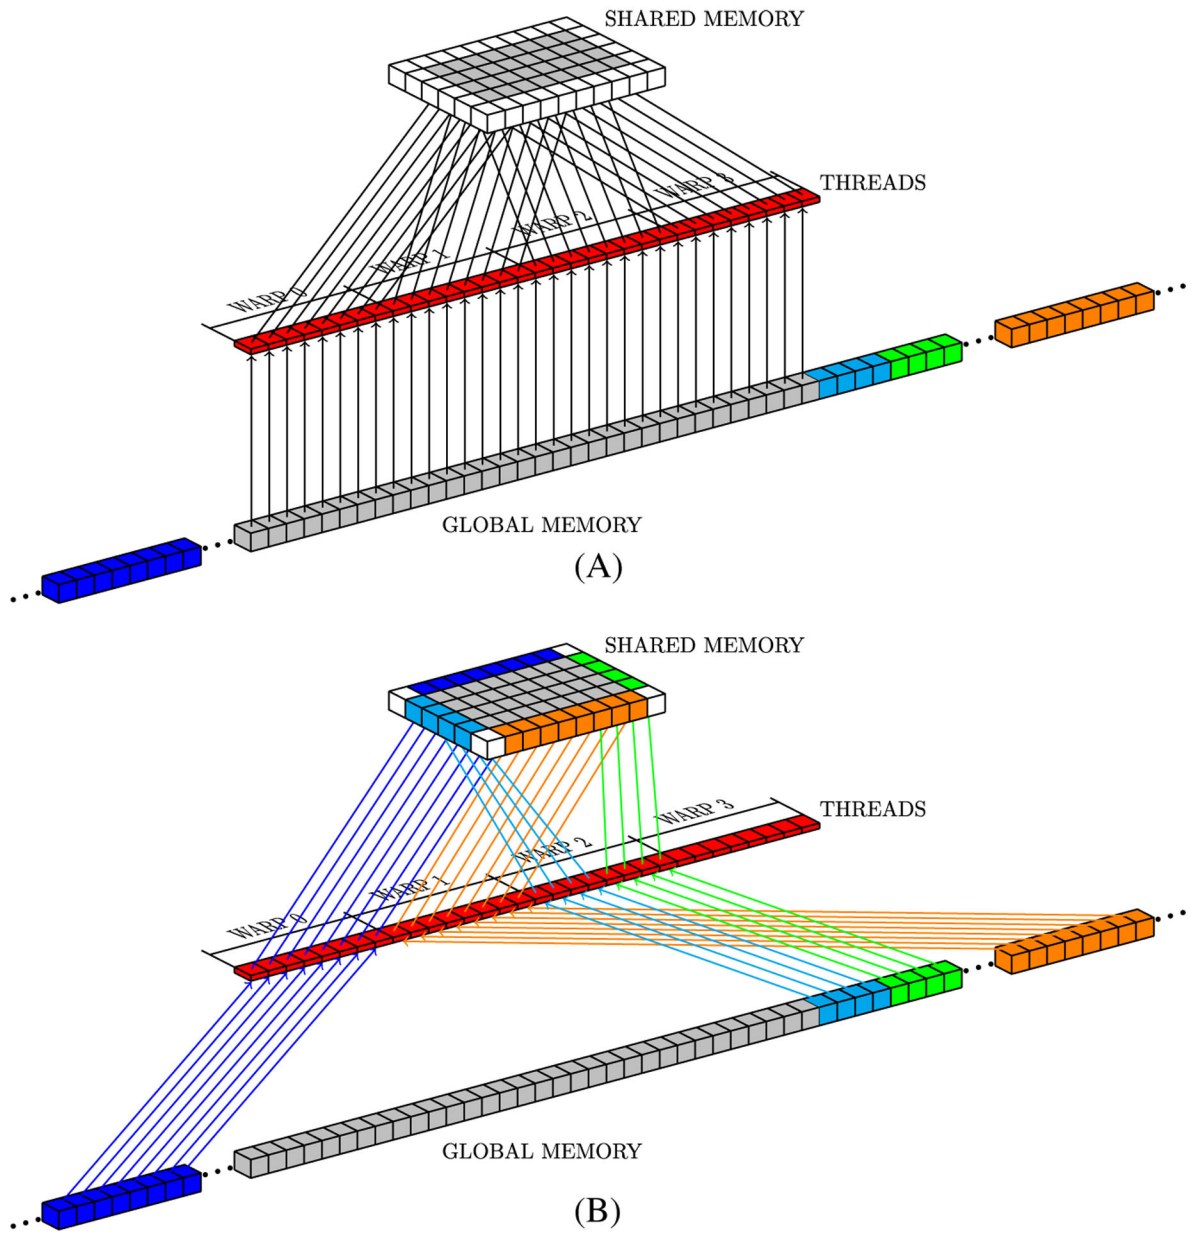 SHARED MEMORY
THREADS
WARP 3
WARP 2
WARP 1
WARP 0
GLOBAL MEMORY
(A)
SHARED MEMORY
THREADS
WARP 3
WARP 2
WARP 1
WARP 0
GLOBAL MEMORY
(B)